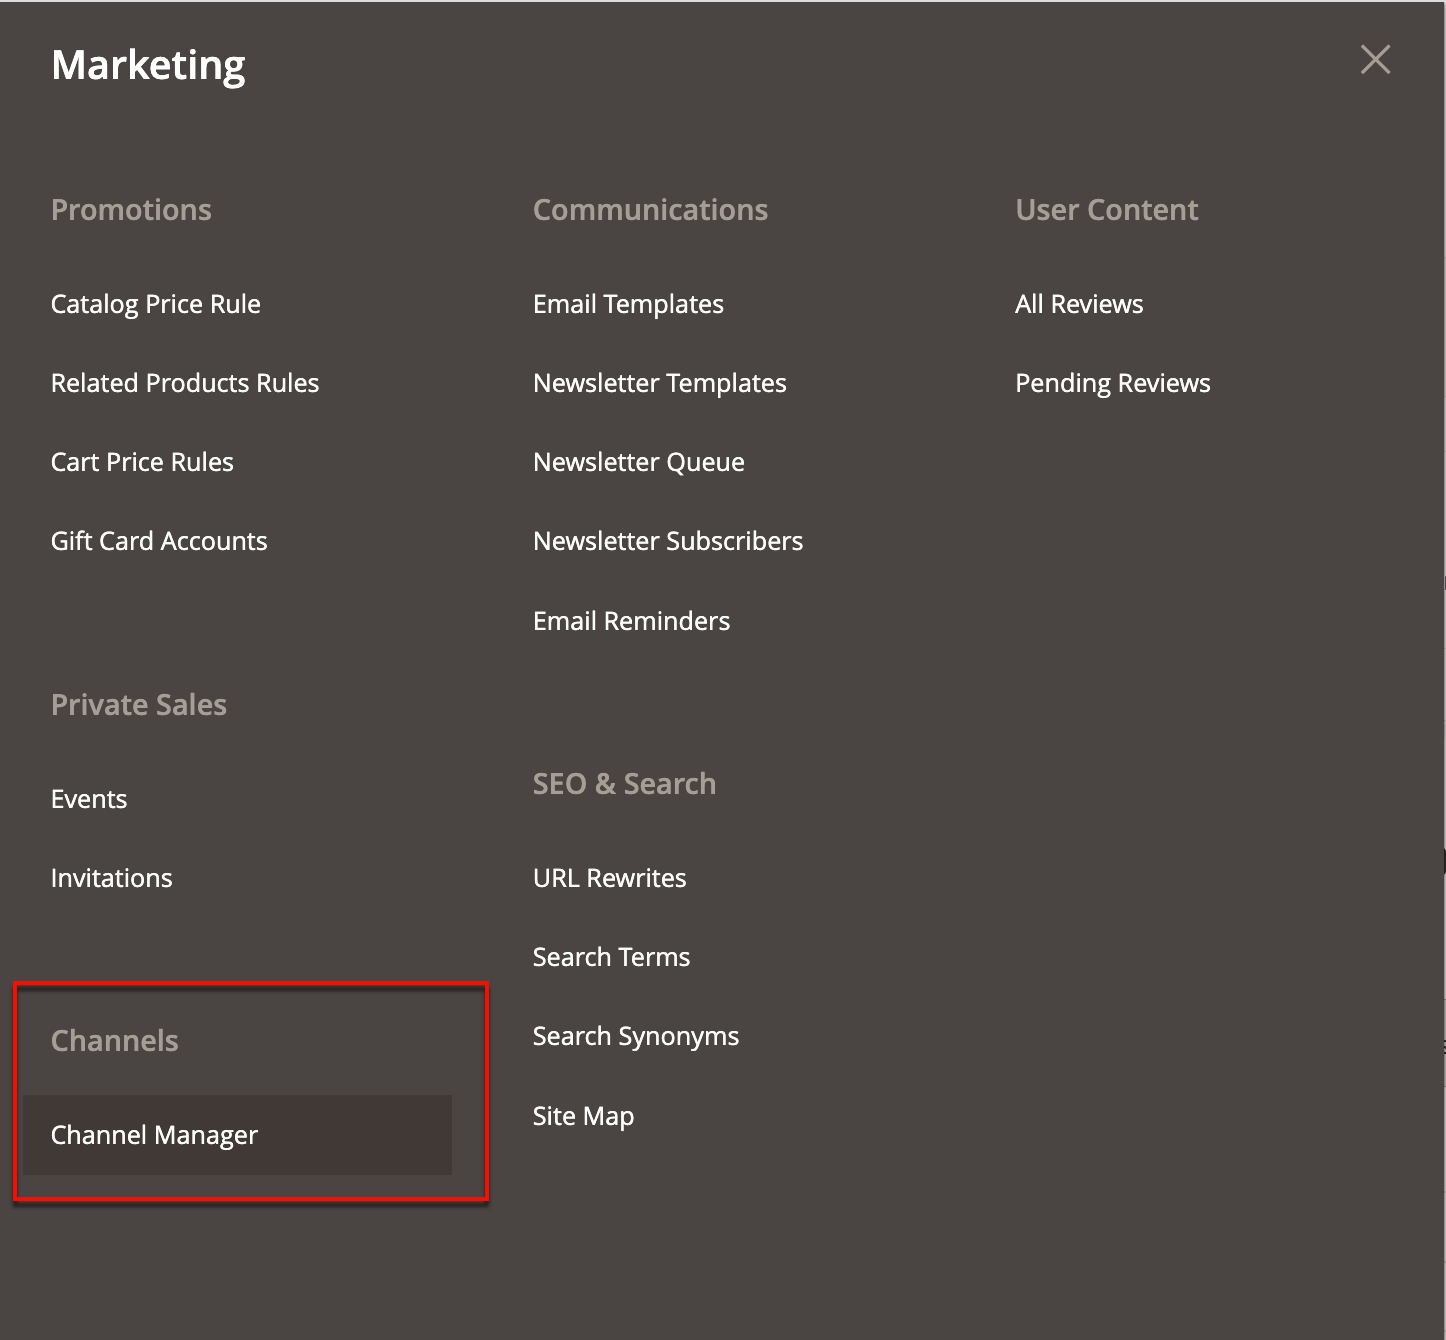 Marketing
Promotions
Catalog Price Rule
Related Products Rules
Cart Price Rules
Gift Card Accounts
Private Sales
Events
Invitations
Channels
Channel Manager
Communications
Email Templates
Newsletter Templates
Newsletter Queue
Newsletter Subscribers
Email Reminders
SEO & Search
URL Rewrites
Search Terms
Search Synonyms
Site Map
User Content
All Reviews
Pending Reviews